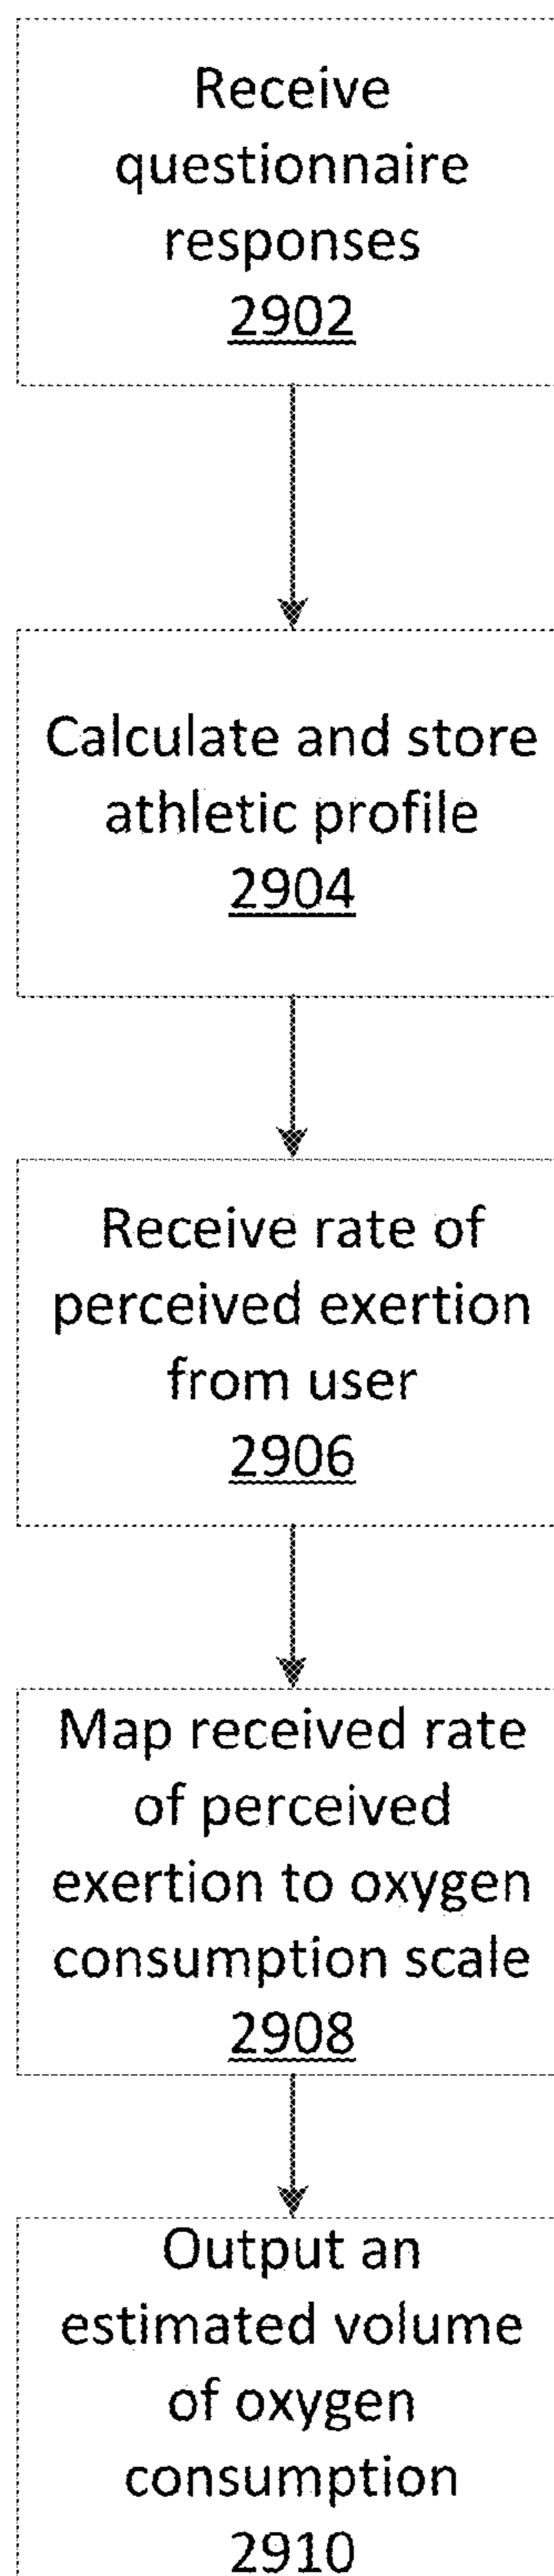 Receive
questionnaire
responses
2902
Calculate and store
athletic profile
2904
Receive rate of
perceived exertion
from user
2906
Map received rate
of perceived
exertion to oxygen
consumption scale
2908
Output an
estimated volume
of oxygen
consumption
2910